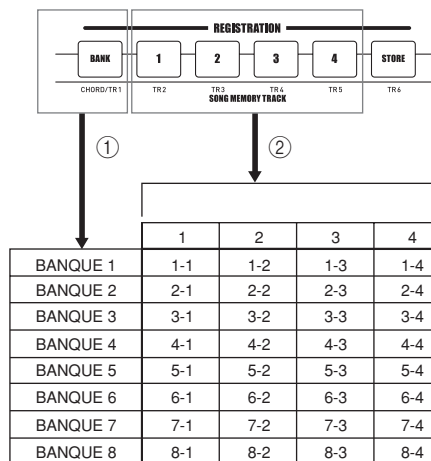 REGISTRATION
BANK 1 2 3 4 STORE
CHORD/TR1 TR2 TR3 TR4 TR5 TR6
SONG MEMORY TRACK
① ②
1 2 3 4
BANQUE 1 1-1 1-2 1-3 1-4
BANQUE 2 2-1 2-2 2-3 2-4
BANQUE 3 3-1 3-2 3-3 3-4
BANQUE 4 4-1 4-2 4-3 4-4
BANQUE 5 5-1 5-2 5-3 5-4
BANQUE 6 6-1 6-2 6-3 6-4
BANQUE 7 7-1 7-2 7-3 7-4
BANQUE 8 8-1 8-2 8-3 8-4